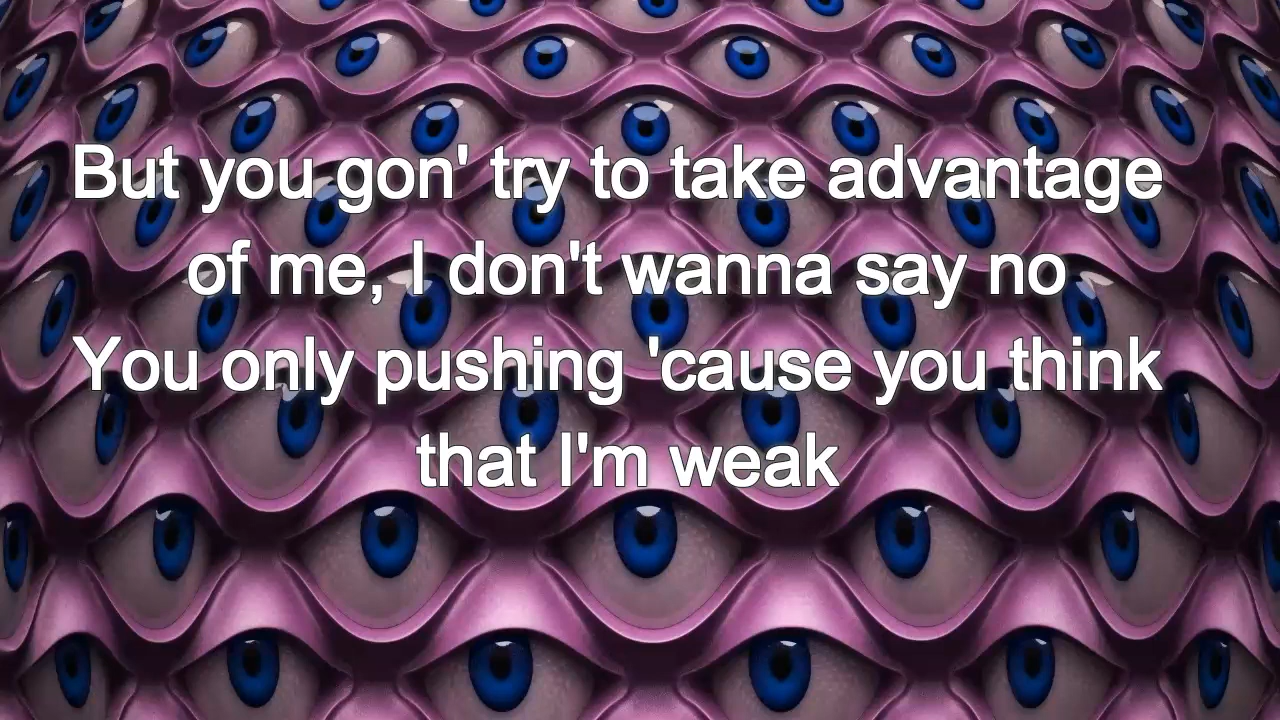 But you gon' try to take advantage
of me, I don't wanna say no
You only pushing 'cause you think
that I'm weak